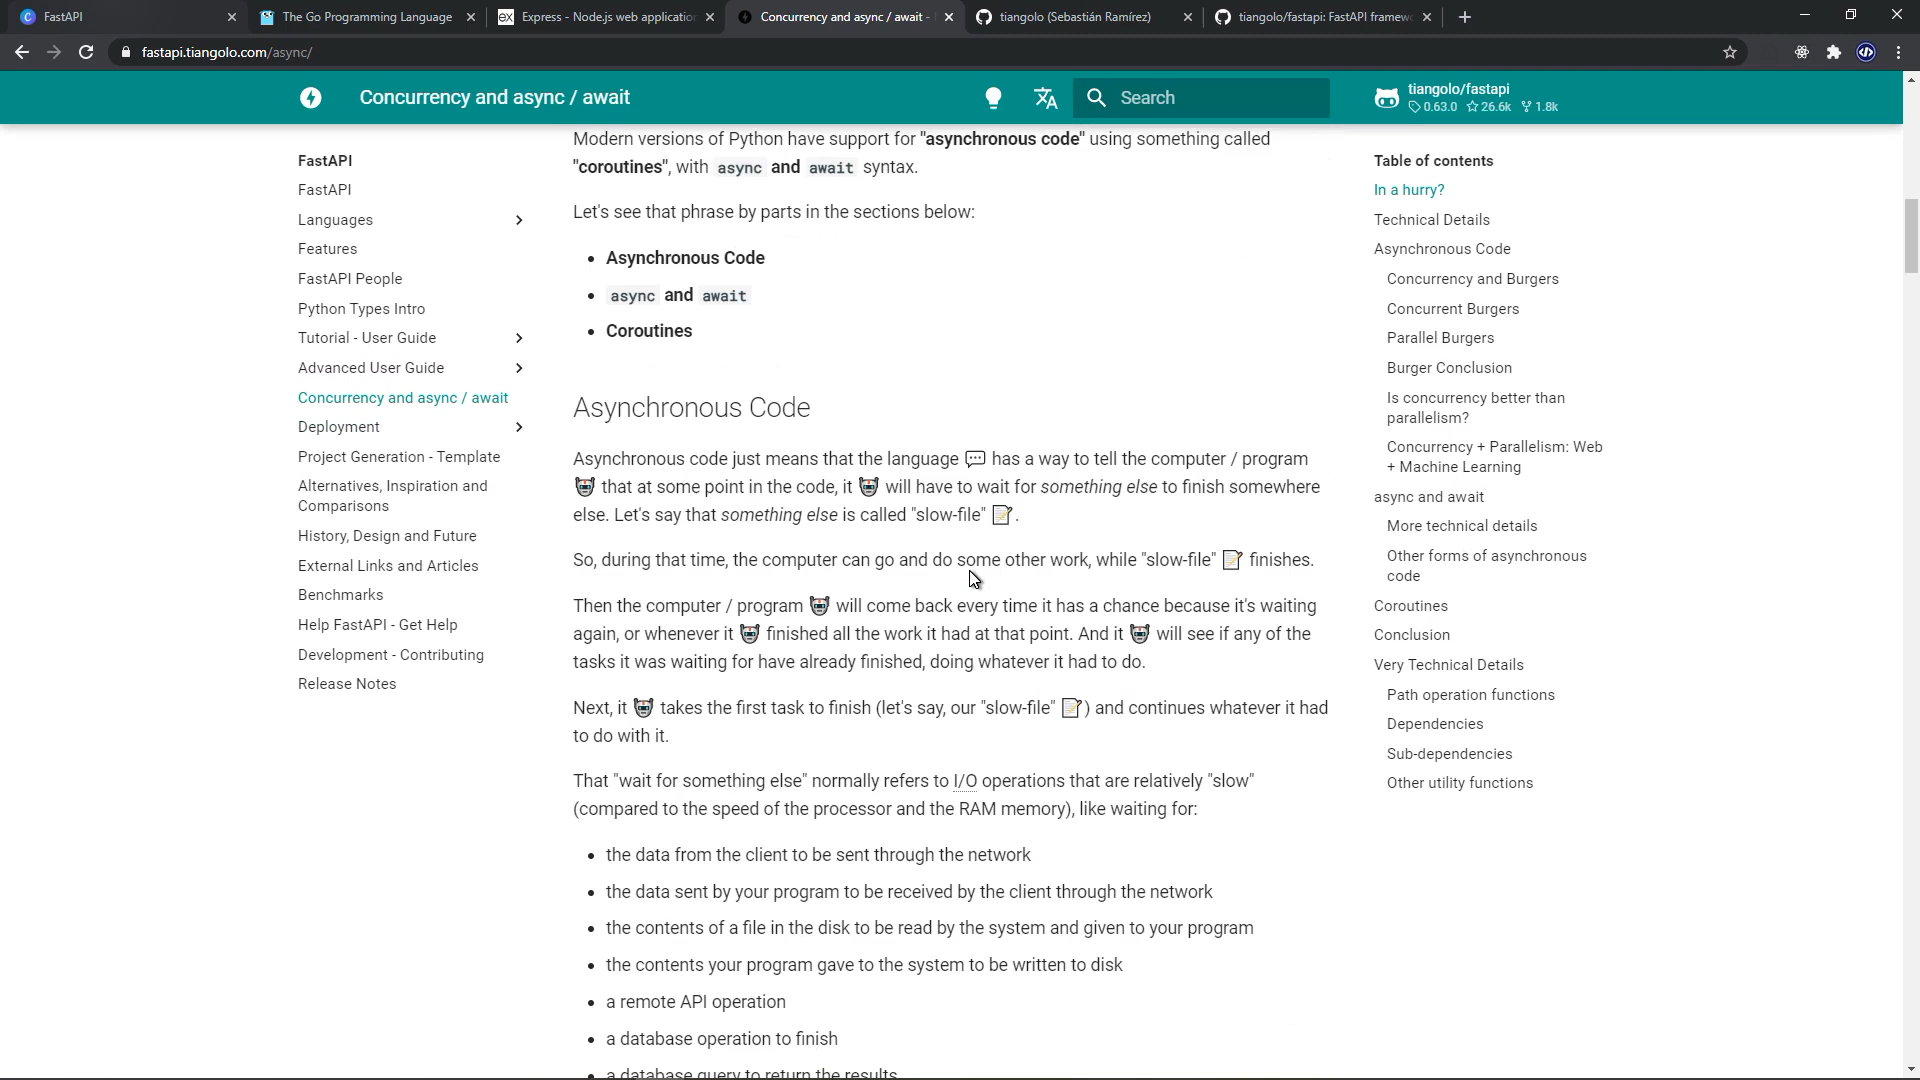 FastAPI
The Go Programming Language
Express - Node.js web application
Concurrency and async / await -
tiangolo (Sebastián Ramírez)
tiangolo/fastapi: FastAPI framew
fastapi.tiangolo.com/async/
Concurrency and async / await
Search
tiangolo/fastapi
0.63.0 26.6k 1.8k
FastAPI
FastAPI
Languages
Features
FastAPI People
Python Types Intro
Tutorial - User Guide
Advanced User Guide
Concurrency and async / await
Deployment
Project Generation - Template
Alternatives, Inspiration and
Comparisons
History, Design and Future
External Links and Articles
Benchmarks
Help FastAPI - Get Help
Development - Contributing
Release Notes
Modern versions of Python have support for "asynchronous code" using something called
"coroutines", with async and await syntax.
Let's see that phrase by parts in the sections below:
• Asynchronous Code
• async and await
• Coroutines
Asynchronous Code
Asynchronous code just means that the language 💬 has a way to tell the computer / program
🤖 that at some point in the code, it 🤖 will have to wait for something else to finish somewhere
else. Let's say that something else is called "slow-file" 📝.
So, during that time, the computer can go and do some other work, while "slow-file" 📝 finishes.
Then the computer / program 🤖 will come back every time it has a chance because it's waiting
again, or whenever it 🤖 finished all the work it had at that point. And it 🤖 will see if any of the
tasks it was waiting for have already finished, doing whatever it had to do.
Next, it 🤖 takes the first task to finish (let's say, our "slow-file" 📝) and continues whatever it had
to do with it.
That "wait for something else" normally refers to I/O operations that are relatively "slow"
(compared to the speed of the processor and the RAM memory), like waiting for:
• the data from the client to be sent through the network
• the data sent by your program to be received by the client through the network
• the contents of a file in the disk to be read by the system and given to your program
• the contents your program gave to the system to be written to disk
• a remote API operation
• a database operation to finish
• a database query to return the results
Table of contents
In a hurry?
Technical Details
Asynchronous Code
Concurrency and Burgers
Concurrent Burgers
Parallel Burgers
Burger Conclusion
Is concurrency better than
parallelism?
Concurrency + Parallelism: Web
+ Machine Learning
async and await
More technical details
Other forms of asynchronous
code
Coroutines
Conclusion
Very Technical Details
Path operation functions
Dependencies
Sub-dependencies
Other utility functions